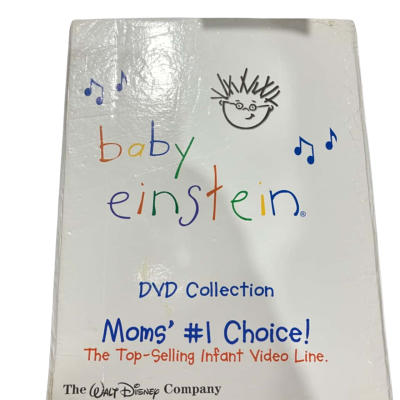 baby
einstein®
DVD Collection
Moms' #1 Choice!
The Top-Selling Infant Video Line.
The Walt Disney Company